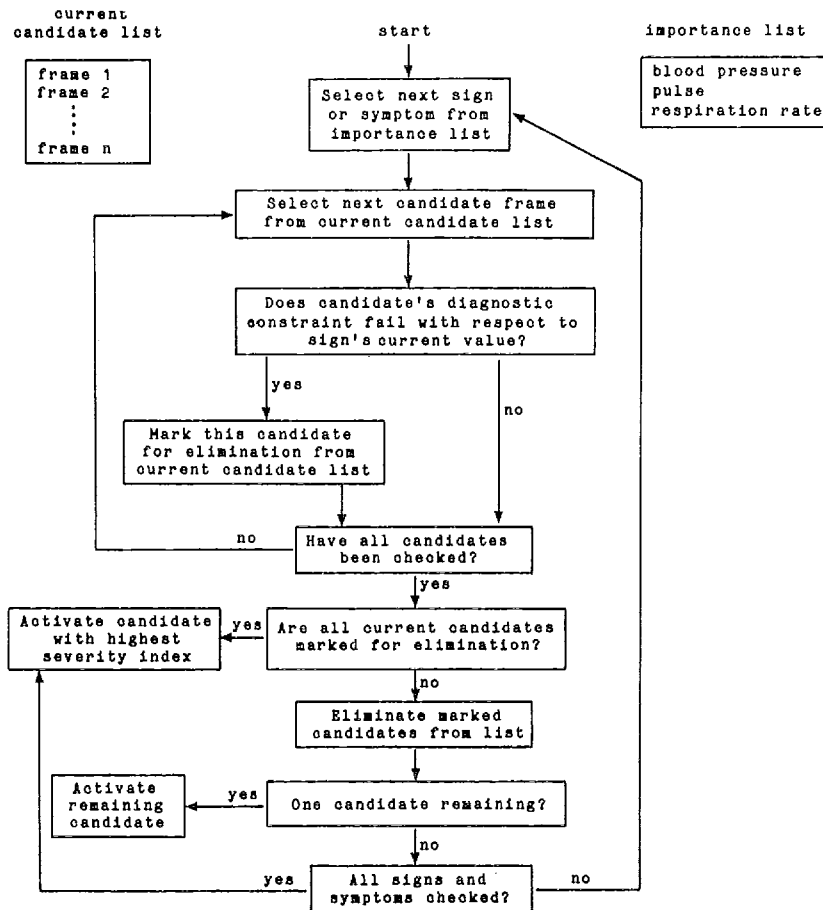 current
candidate list
frame 1
frame 2
frame n
start
importance list
blood pressure
pulse
respiration rate
Select next sign
or symptom from
importance list
Select next candidate frame
from current candidate list
Does candidate's diagnostic
constraint fail with respect to
sign's current value?
yes
no
Mark this candidate
for elimination from
current candidate list
no
Have all candidates
been checked?
yes
Activate candidate
with highest
severity index
yes
Are all current candidates
marked for elimination?
no
Eliminate marked
candidates from list
Activate
remaining
candidate
yes
One candidate remaining?
no
yes
All signs and
symptoms checked?
no